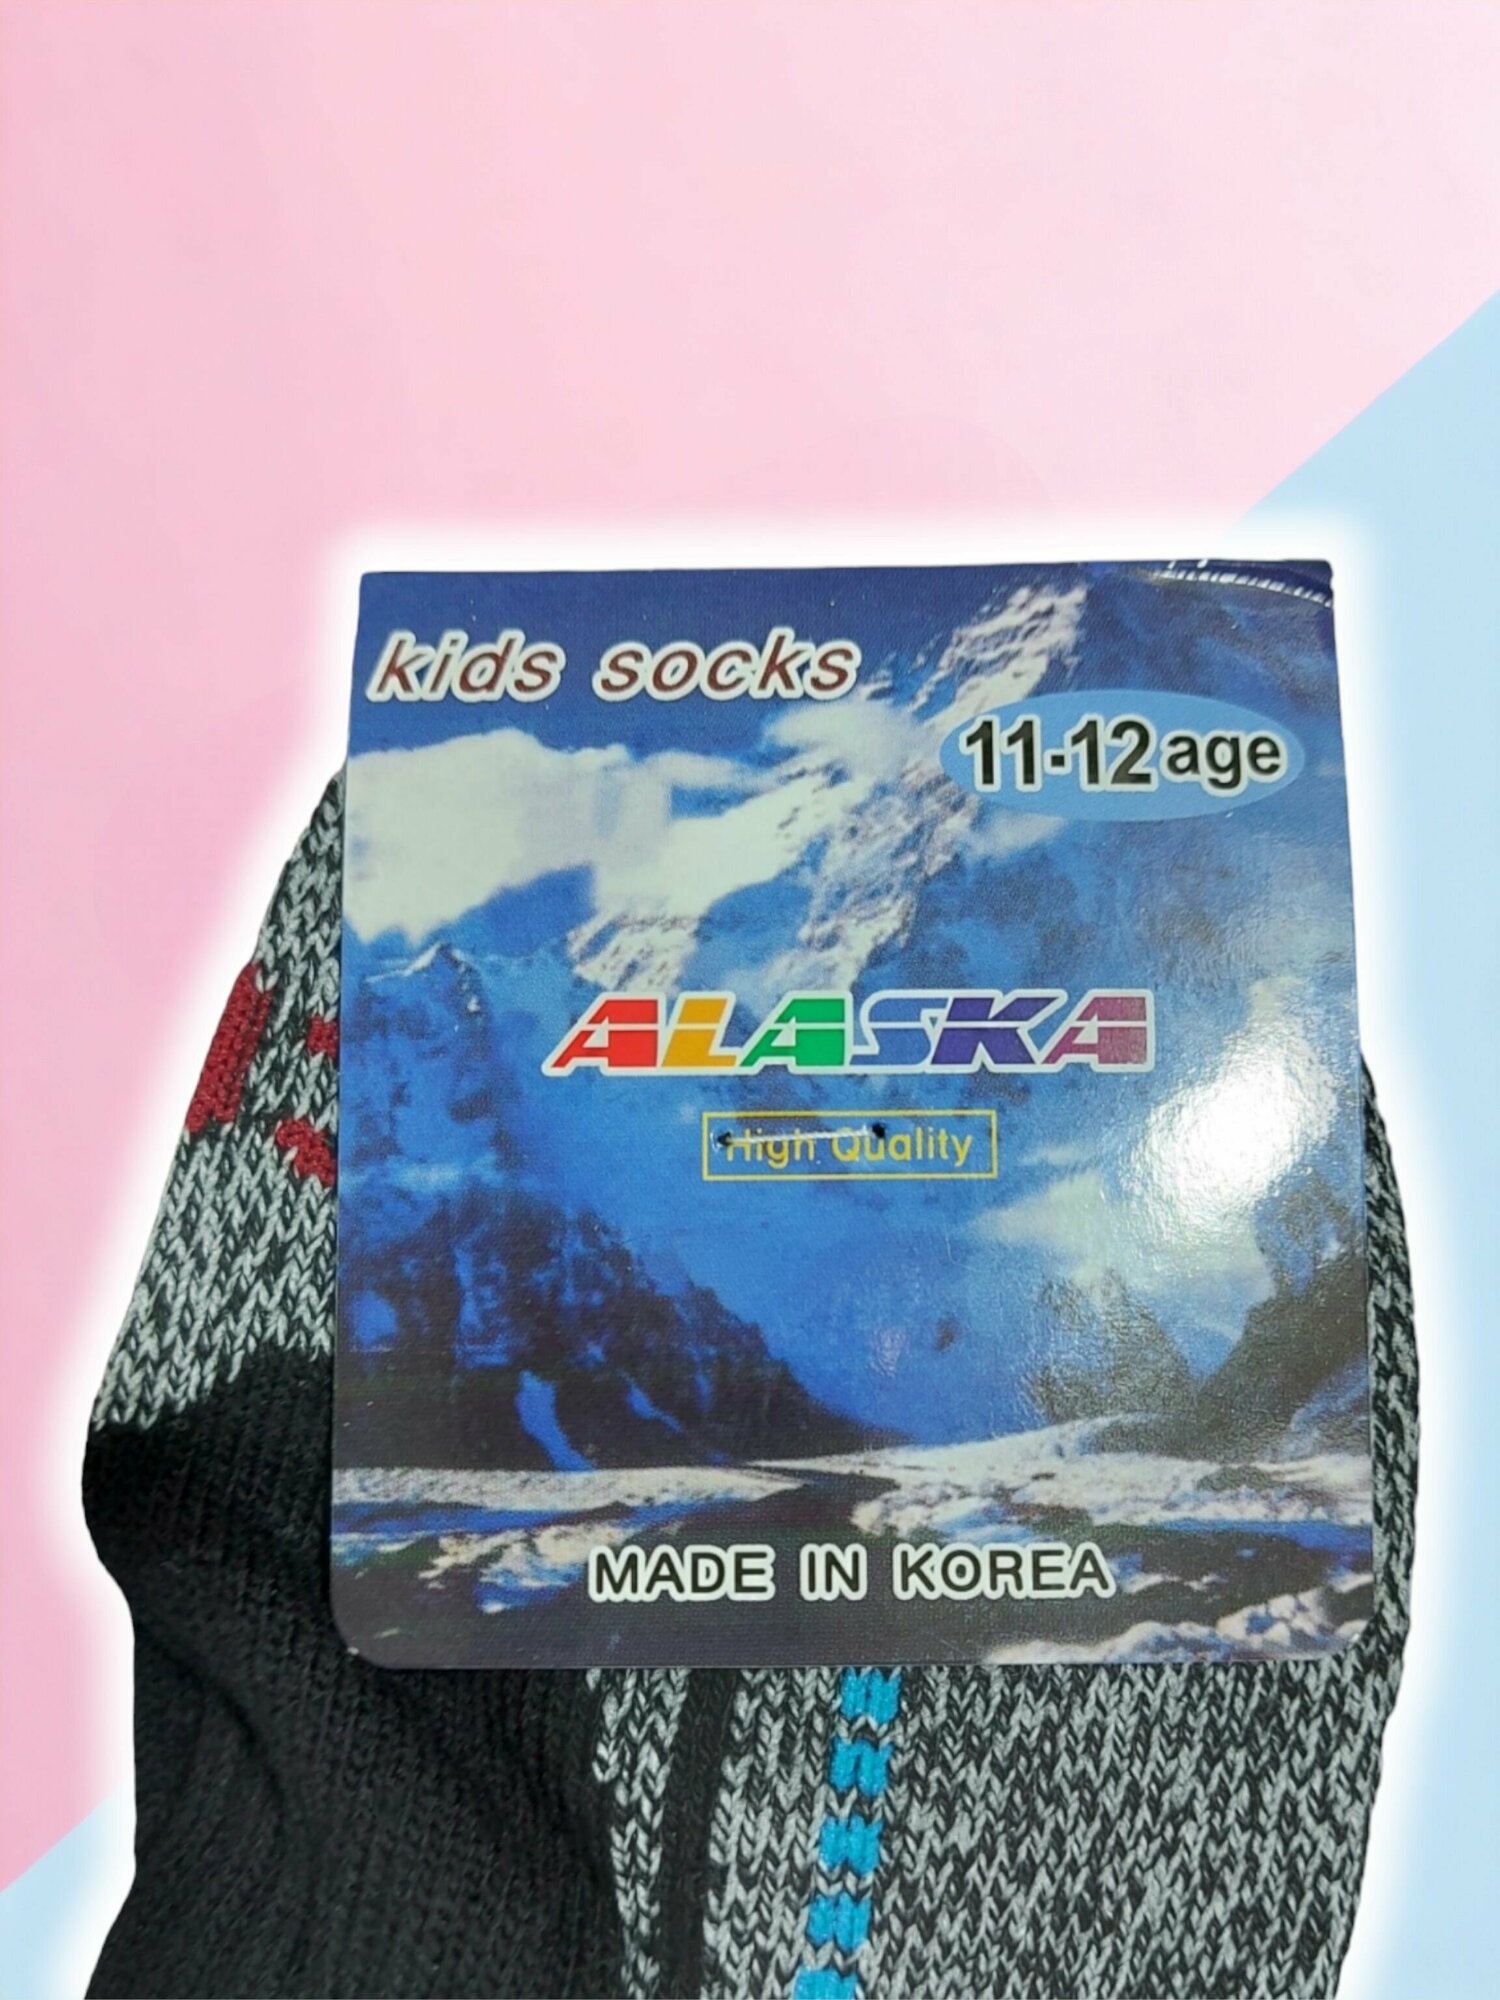 kids socks
11-12 age
ALASKA
High Quality
MADE IN KOREA